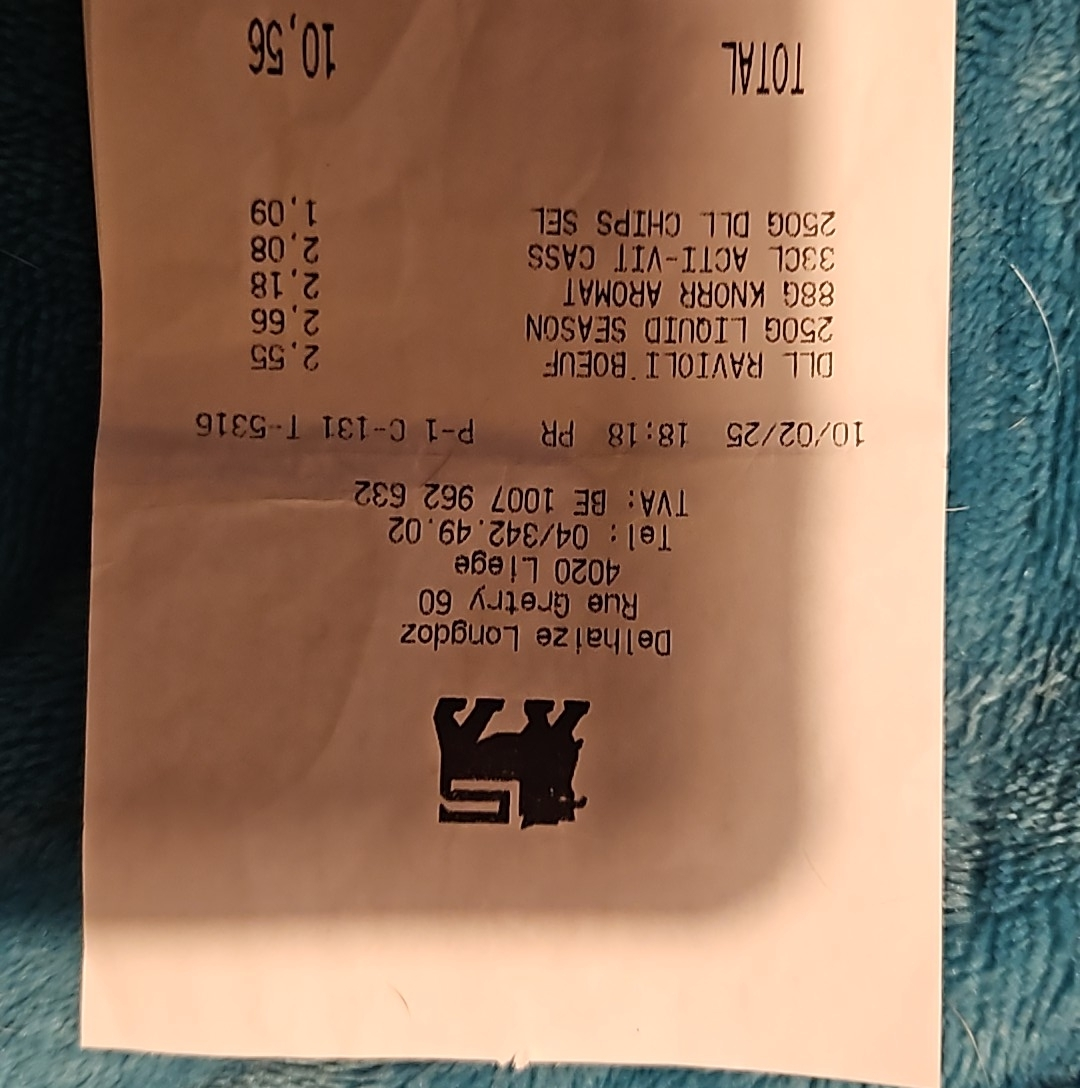 Delhaize Longdoz
Rue Gretry 60
4020 Liege
Tel: 04/342.49.02
TVA: BE 1007 962 632
10/02/25 18:18 PR P-1 C-131 T-5316
DLL RAVIOLI BOEUF 2,55
250G LIQUID SEASON 2,66
88G KNORR AROMAT 2,18
33CL ACTI-VIT CASS 2,08
250G DLL CHIPS SEL 1,09
TOTAL 10,56